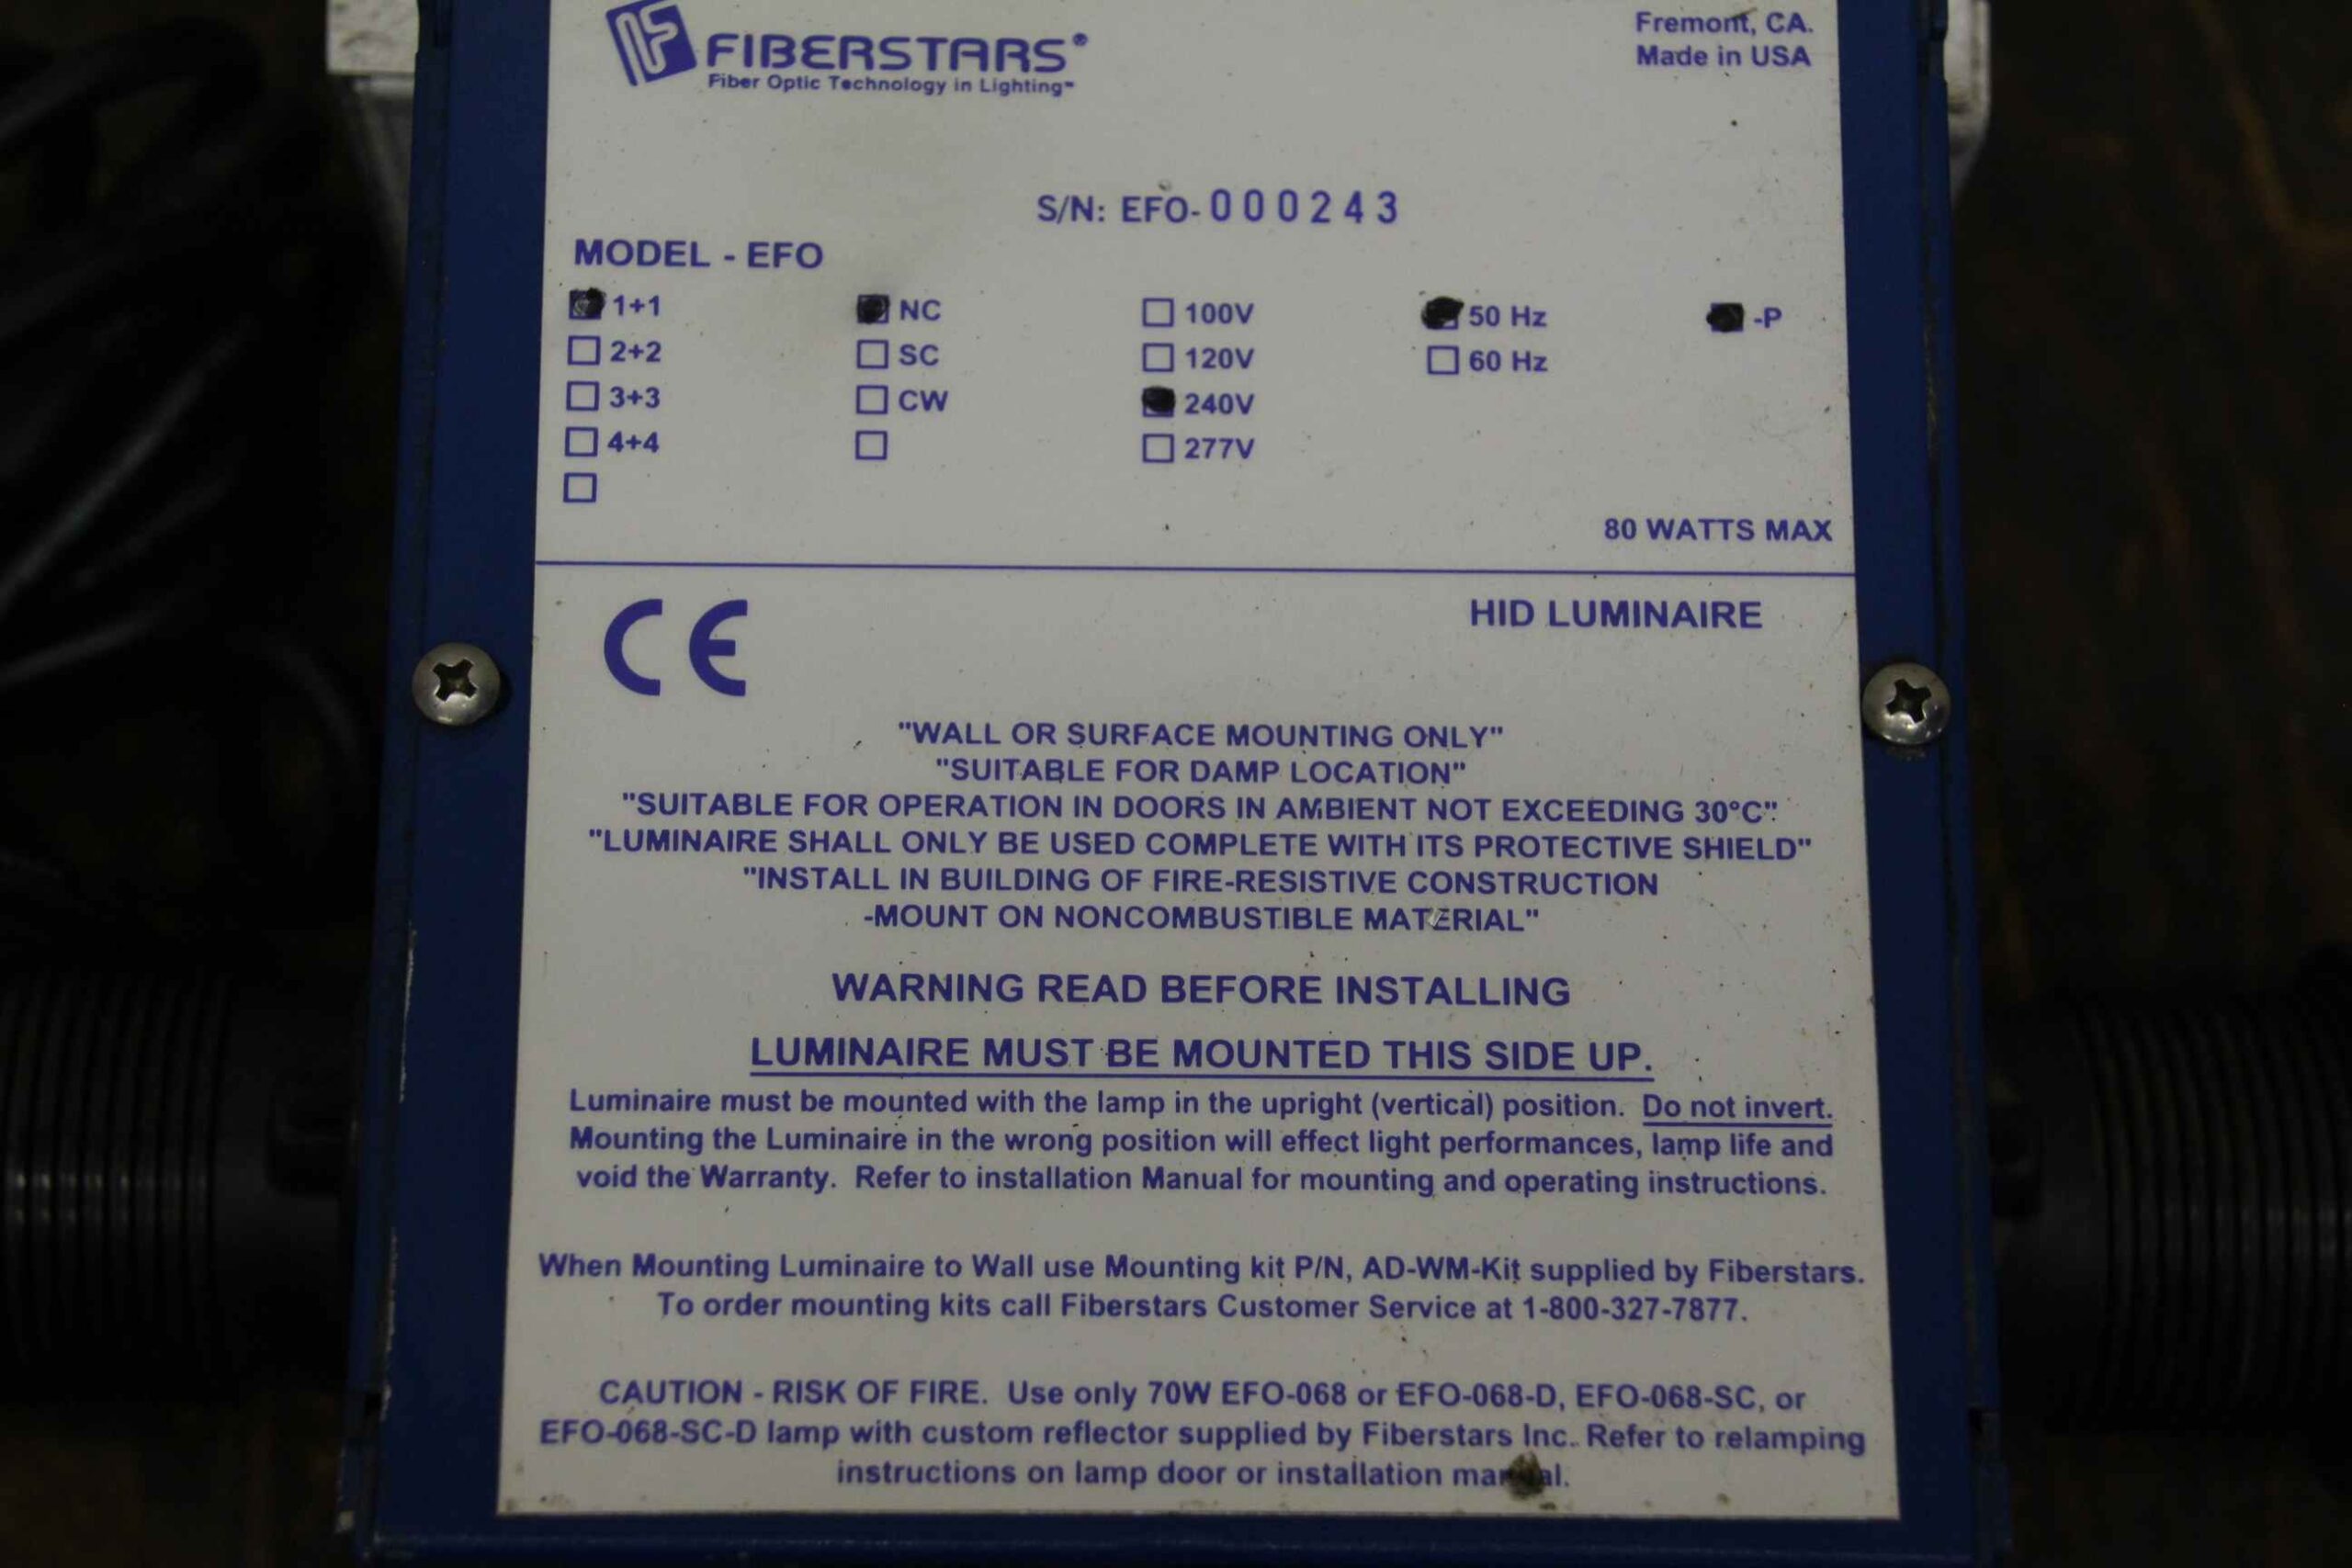 FIBERSTARS®
Fiber Optic Technology in Lighting™
Fremont, CA.
Made in USA
S/N: EFO-000243
MODEL - EFO
1+1 NC 100V 50 Hz -P
2+2 SC 120V 60 Hz
3+3 CW 240V
4+4 277V
80 WATTS MAX
CE
HID LUMINAIRE
"WALL OR SURFACE MOUNTING ONLY"
"SUITABLE FOR DAMP LOCATION"
"SUITABLE FOR OPERATION IN DOORS IN AMBIENT NOT EXCEEDING 30°C"
"LUMINAIRE SHALL ONLY BE USED COMPLETE WITH ITS PROTECTIVE SHIELD"
"INSTALL IN BUILDING OF FIRE-RESISTIVE CONSTRUCTION
-MOUNT ON NONCOMBUSTIBLE MATERIAL"
WARNING READ BEFORE INSTALLING
LUMINAIRE MUST BE MOUNTED THIS SIDE UP.
Luminaire must be mounted with the lamp in the upright (vertical) position. Do not invert.
Mounting the Luminaire in the wrong position will effect light performances, lamp life and
void the Warranty. Refer to installation Manual for mounting and operating instructions.
When Mounting Luminaire to Wall use Mounting kit P/N, AD-WM-Kit supplied by Fiberstars.
To order mounting kits call Fiberstars Customer Service at 1-800-327-7877.
CAUTION - RISK OF FIRE. Use only 70W EFO-068 or EFO-068-D, EFO-068-SC, or
EFO-068-SC-D lamp with custom reflector supplied by Fiberstars Inc. Refer to relamping
instructions on lamp door or installation manual.